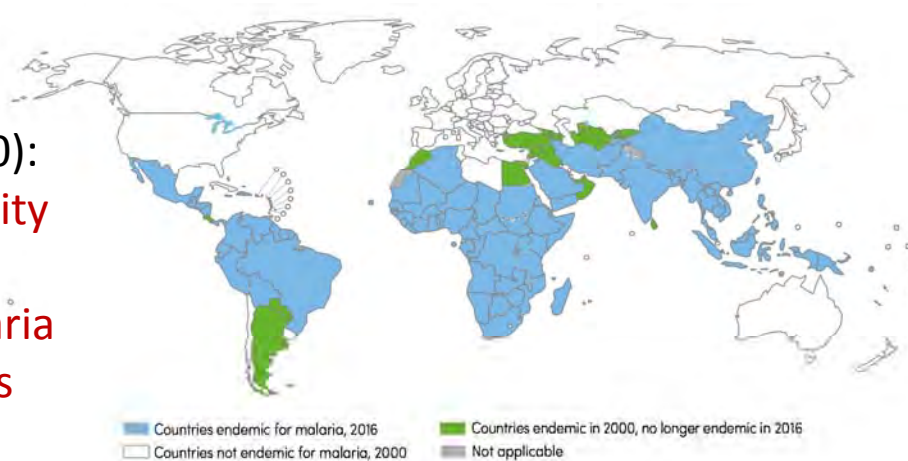 0):
ity
aria
s
Countries endemic for malaria, 2016
Countries endemic in 2000, no longer endemic in 2016
Countries not endemic for malaria, 2000
Not applicable